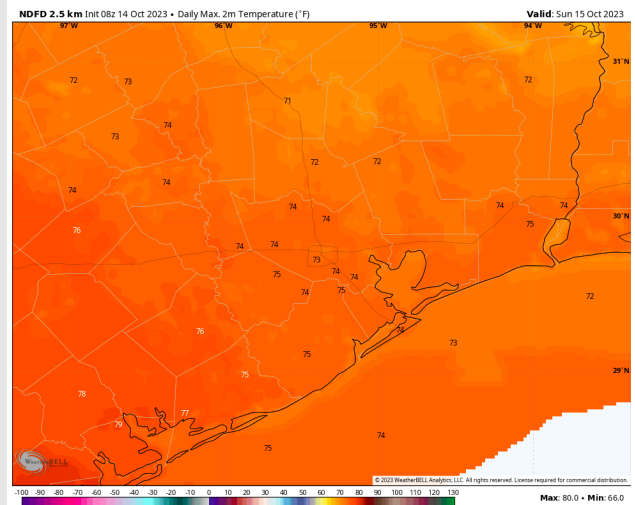 NDFD 2.5 km Init 08z 14 Oct 2023 • Daily Max. 2m Temperature (°F) Valid: Sun 15 Oct 2023
97°W 96°W 95°W 94°W
31°N
72 73 72
71
74
73
72 72
74 74
74 74 74
30°N
74 75
76
74 74
73
75 74 74
74 75
72
74
76 73
75
29°N
75
78
77
79
74
75
WeatherBELL
© 2023 WeatherBELL Analytics, LLC. All rights reserved. License required for commercial distribution.
-100 -90 -80 -70 -60 -50 -40 -30 -20 -10 0 10 20 30 40 50 60 70 80 90 100 110 120 130
Max: 80.0 • Min: 66.0